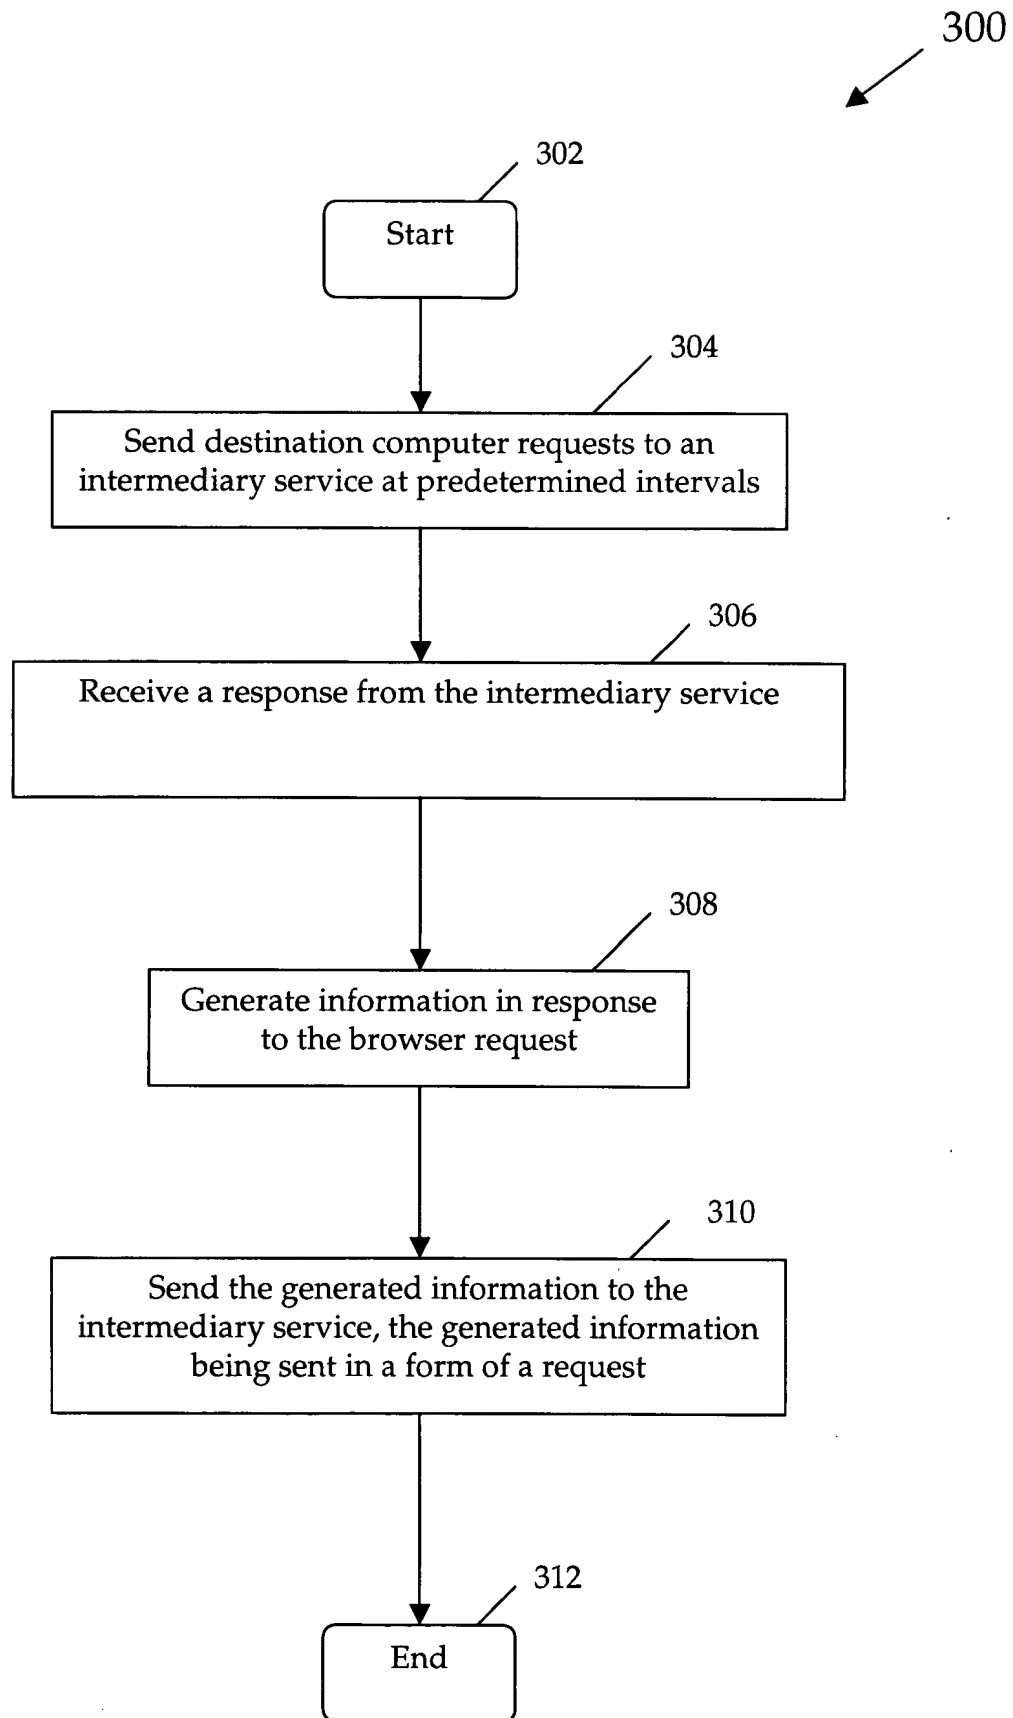 300
302
Start
304
Send destination computer requests to an
intermediary service at predetermined intervals
306
Receive a response from the intermediary service
308
Generate information in response
to the browser request
310
Send the generated information to the
intermediary service, the generated information
being sent in a form of a request
312
End